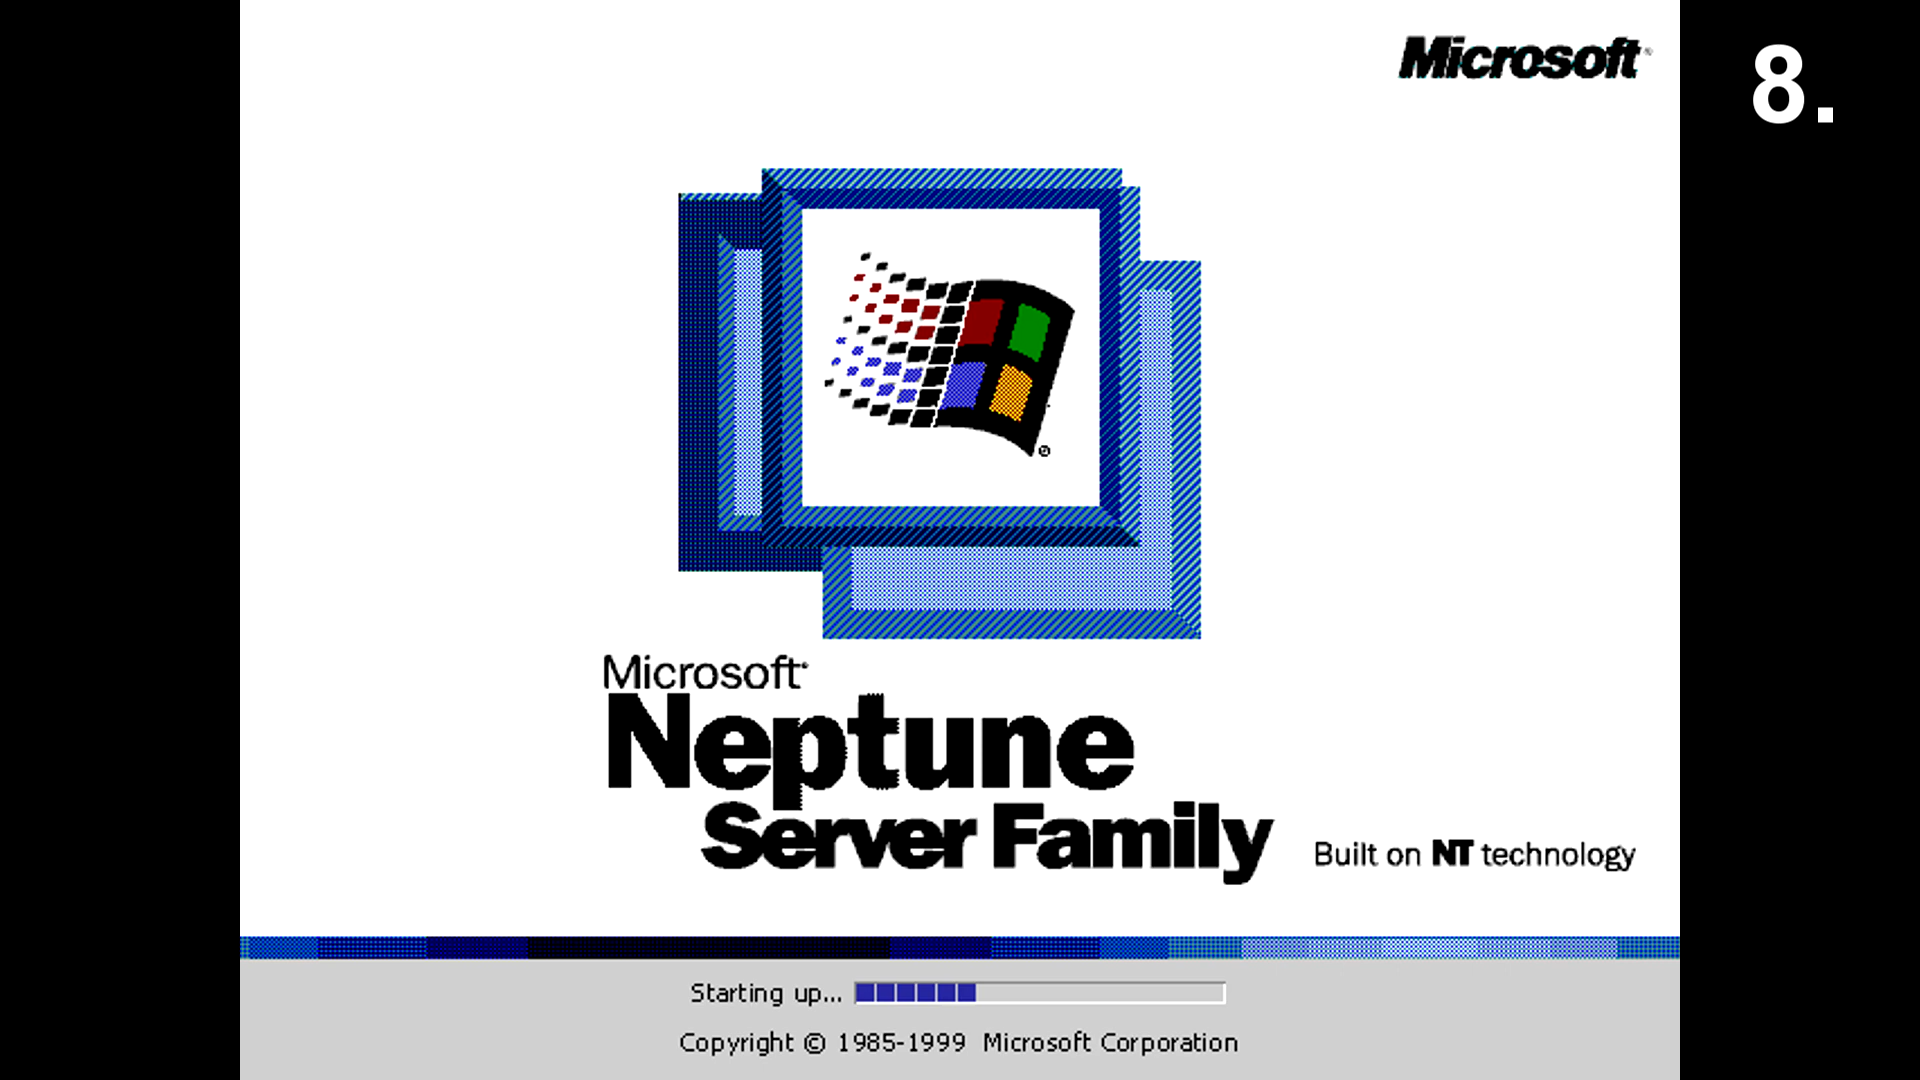 Microsoft®
8.
Microsoft®
Neptune
Server Family
Built on NT technology
Starting up...
Copyright © 1985-1999 Microsoft Corporation